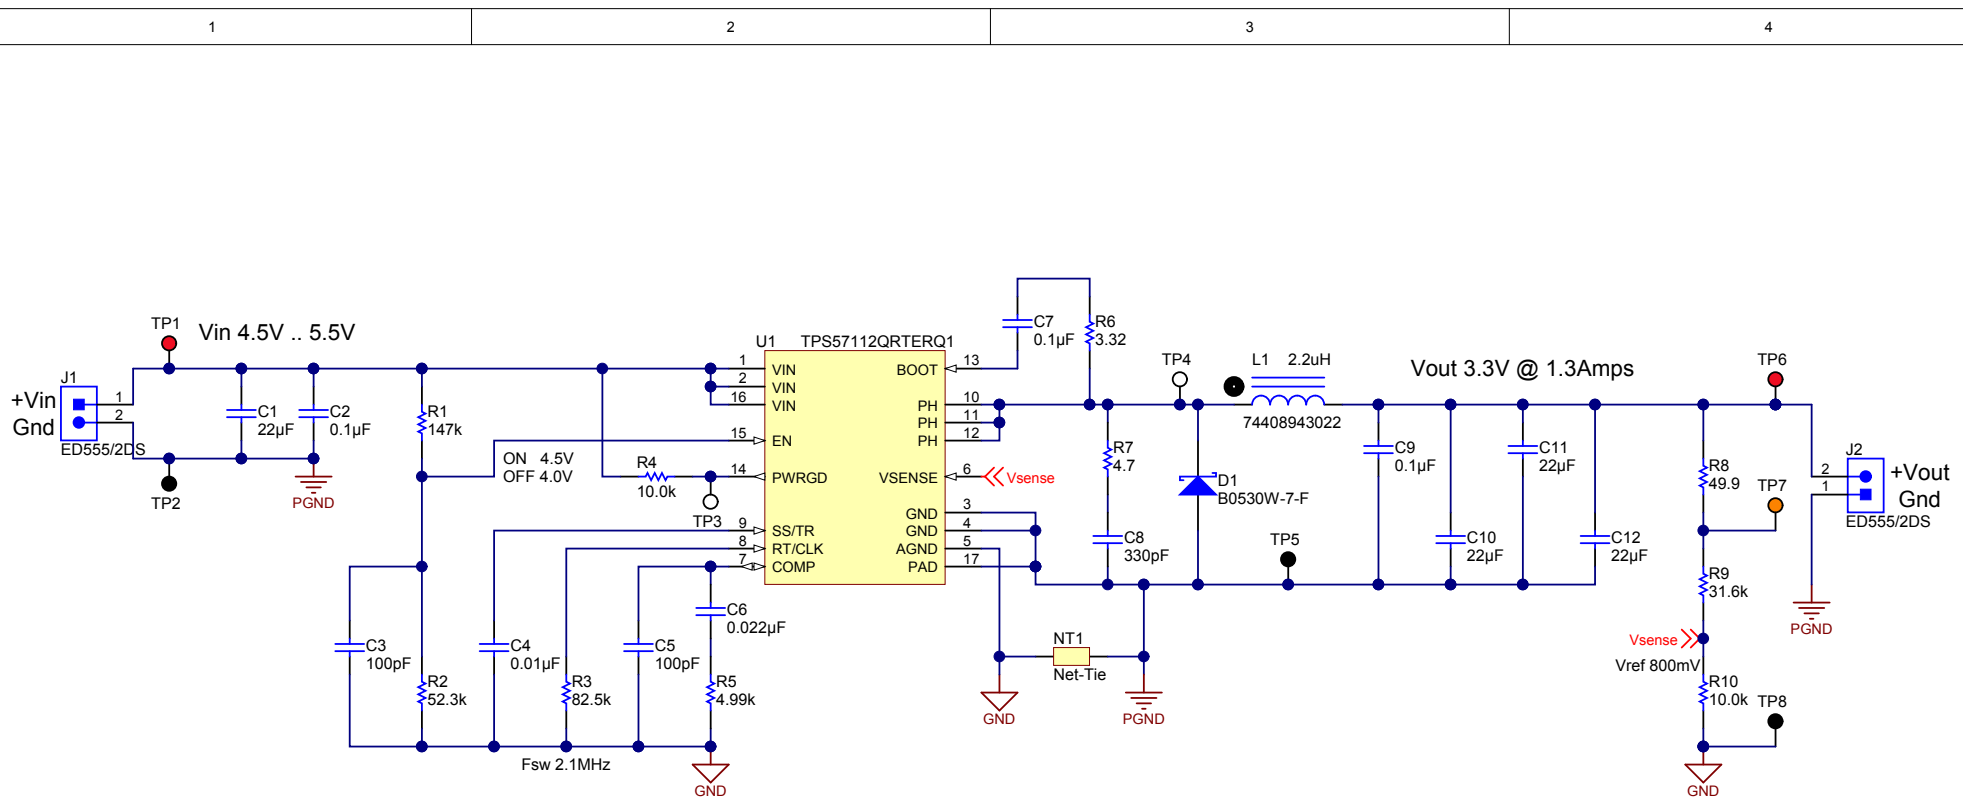 1
2
3
4
TP1
Vin 4.5V .. 5.5V
J1
+Vin
Gnd
1
2
ED555/2DS
TP2
C1
22µF
C2
0.1µF
PGND
R1
147k
ON 4.5V
OFF 4.0V
R4
10.0k
TP3
C3
100pF
R2
52.3k
C4
0.01µF
R3
82.5k
C5
100pF
C6
0.022µF
R5
4.99k
Fsw 2.1MHz
GND
U1
TPS57112QRTERQ1
1
VIN
2
VIN
16
VIN
15
EN
14
PWRGD
9
SS/TR
8
RT/CLK
7
COMP
BOOT
13
PH
10
PH
11
PH
12
VSENSE
6
Vsense
GND
3
GND
4
AGND
5
PAD
17
C7
0.1µF
R6
3.32
R7
4.7
C8
330pF
TP4
D1
B0530W-7-F
L1
2.2uH
74408943022
TP5
NT1
Net-Tie
GND
PGND
Vout 3.3V @ 1.3Amps
C9
0.1µF
C10
22µF
C11
22µF
C12
22µF
TP6
R8
49.9
TP7
R9
31.6k
Vsense
Vref 800mV
R10
10.0k
TP8
GND
J2
2
1
+Vout
Gnd
ED555/2DS
PGND